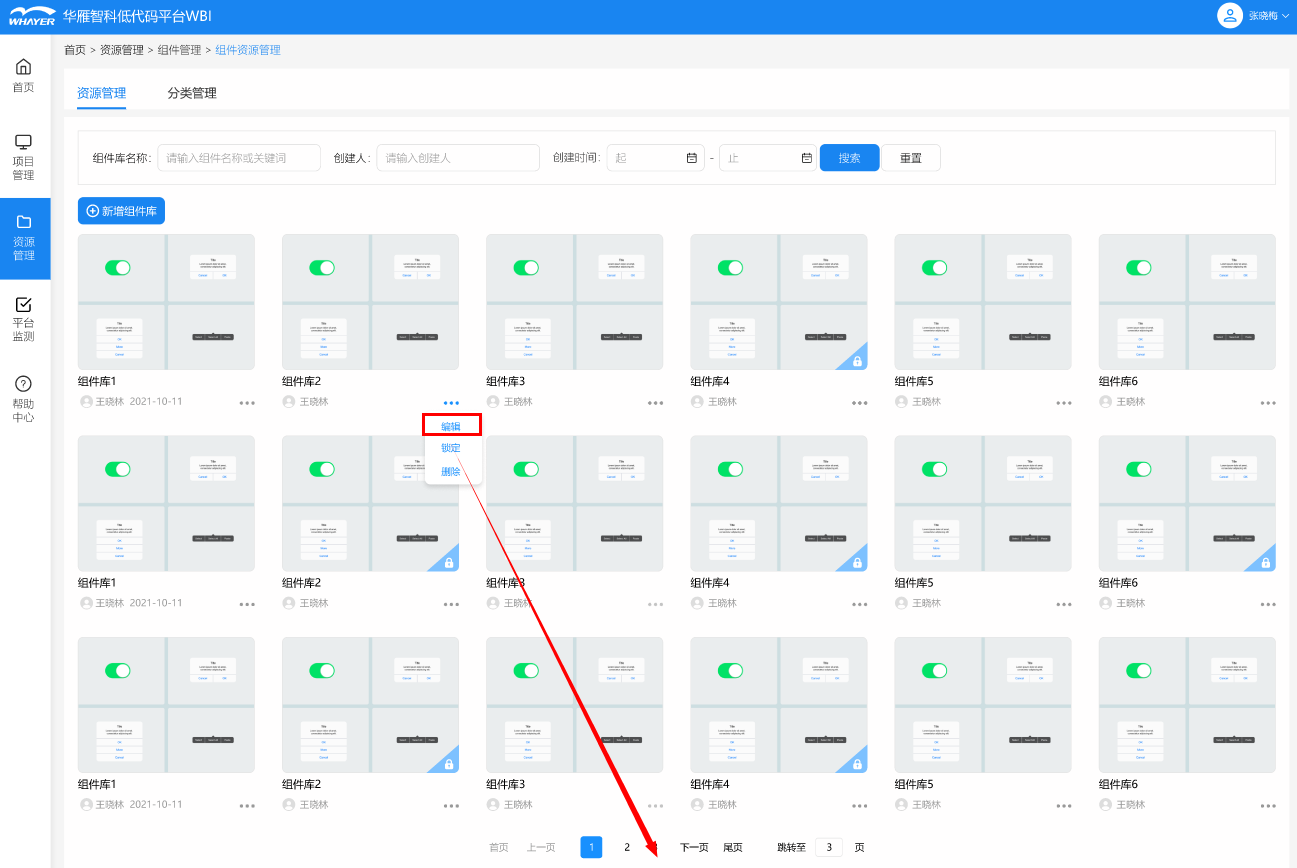 WHAYER 华雁智科低代码平台WBI
张晓梅
首页 > 资源管理 > 组件管理 > 组件资源管理
首页
项目
管理
资源
管理
平台
监测
帮助
中心
资源管理 分类管理
组件库名称: 请输入组件名称或关键词 创建人: 请输入创建人 创建时间: 起 - 止 搜索 重置
新增组件库
组件库1 组件库2 组件库3 组件库4 组件库5 组件库6
王晓林 2021-10-11 王晓林 王晓林 王晓林 王晓林 王晓林
编辑
锁定
删除
组件库1 组件库2 组件库3 组件库4 组件库5 组件库6
王晓林 2021-10-11 王晓林 王晓林 王晓林 王晓林 王晓林
组件库1 组件库2 组件库3 组件库4 组件库5 组件库6
王晓林 2021-10-11 王晓林 王晓林 王晓林 王晓林 王晓林
首页 上一页 1 2 下一页 尾页 跳转至 3 页